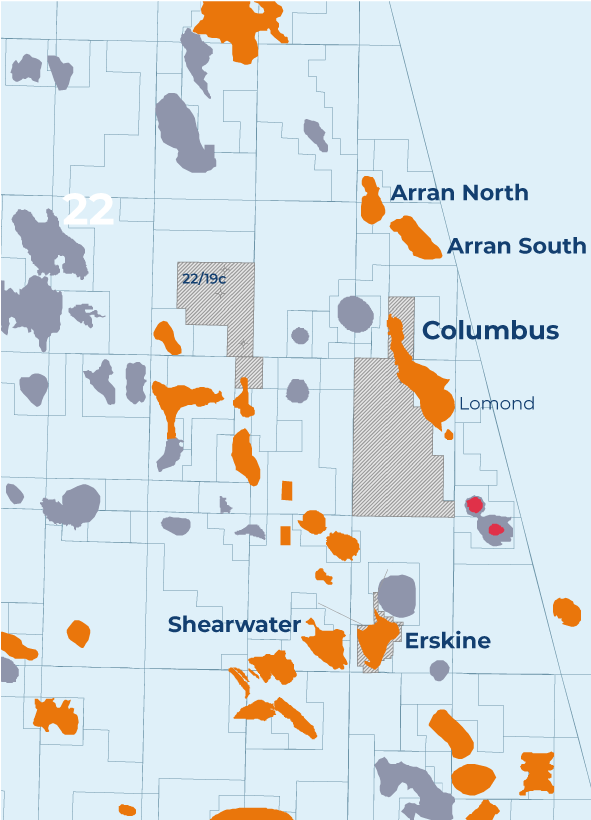 22
Arran North
Arran South
22/19c
Columbus
Lomond
Shearwater
Erskine